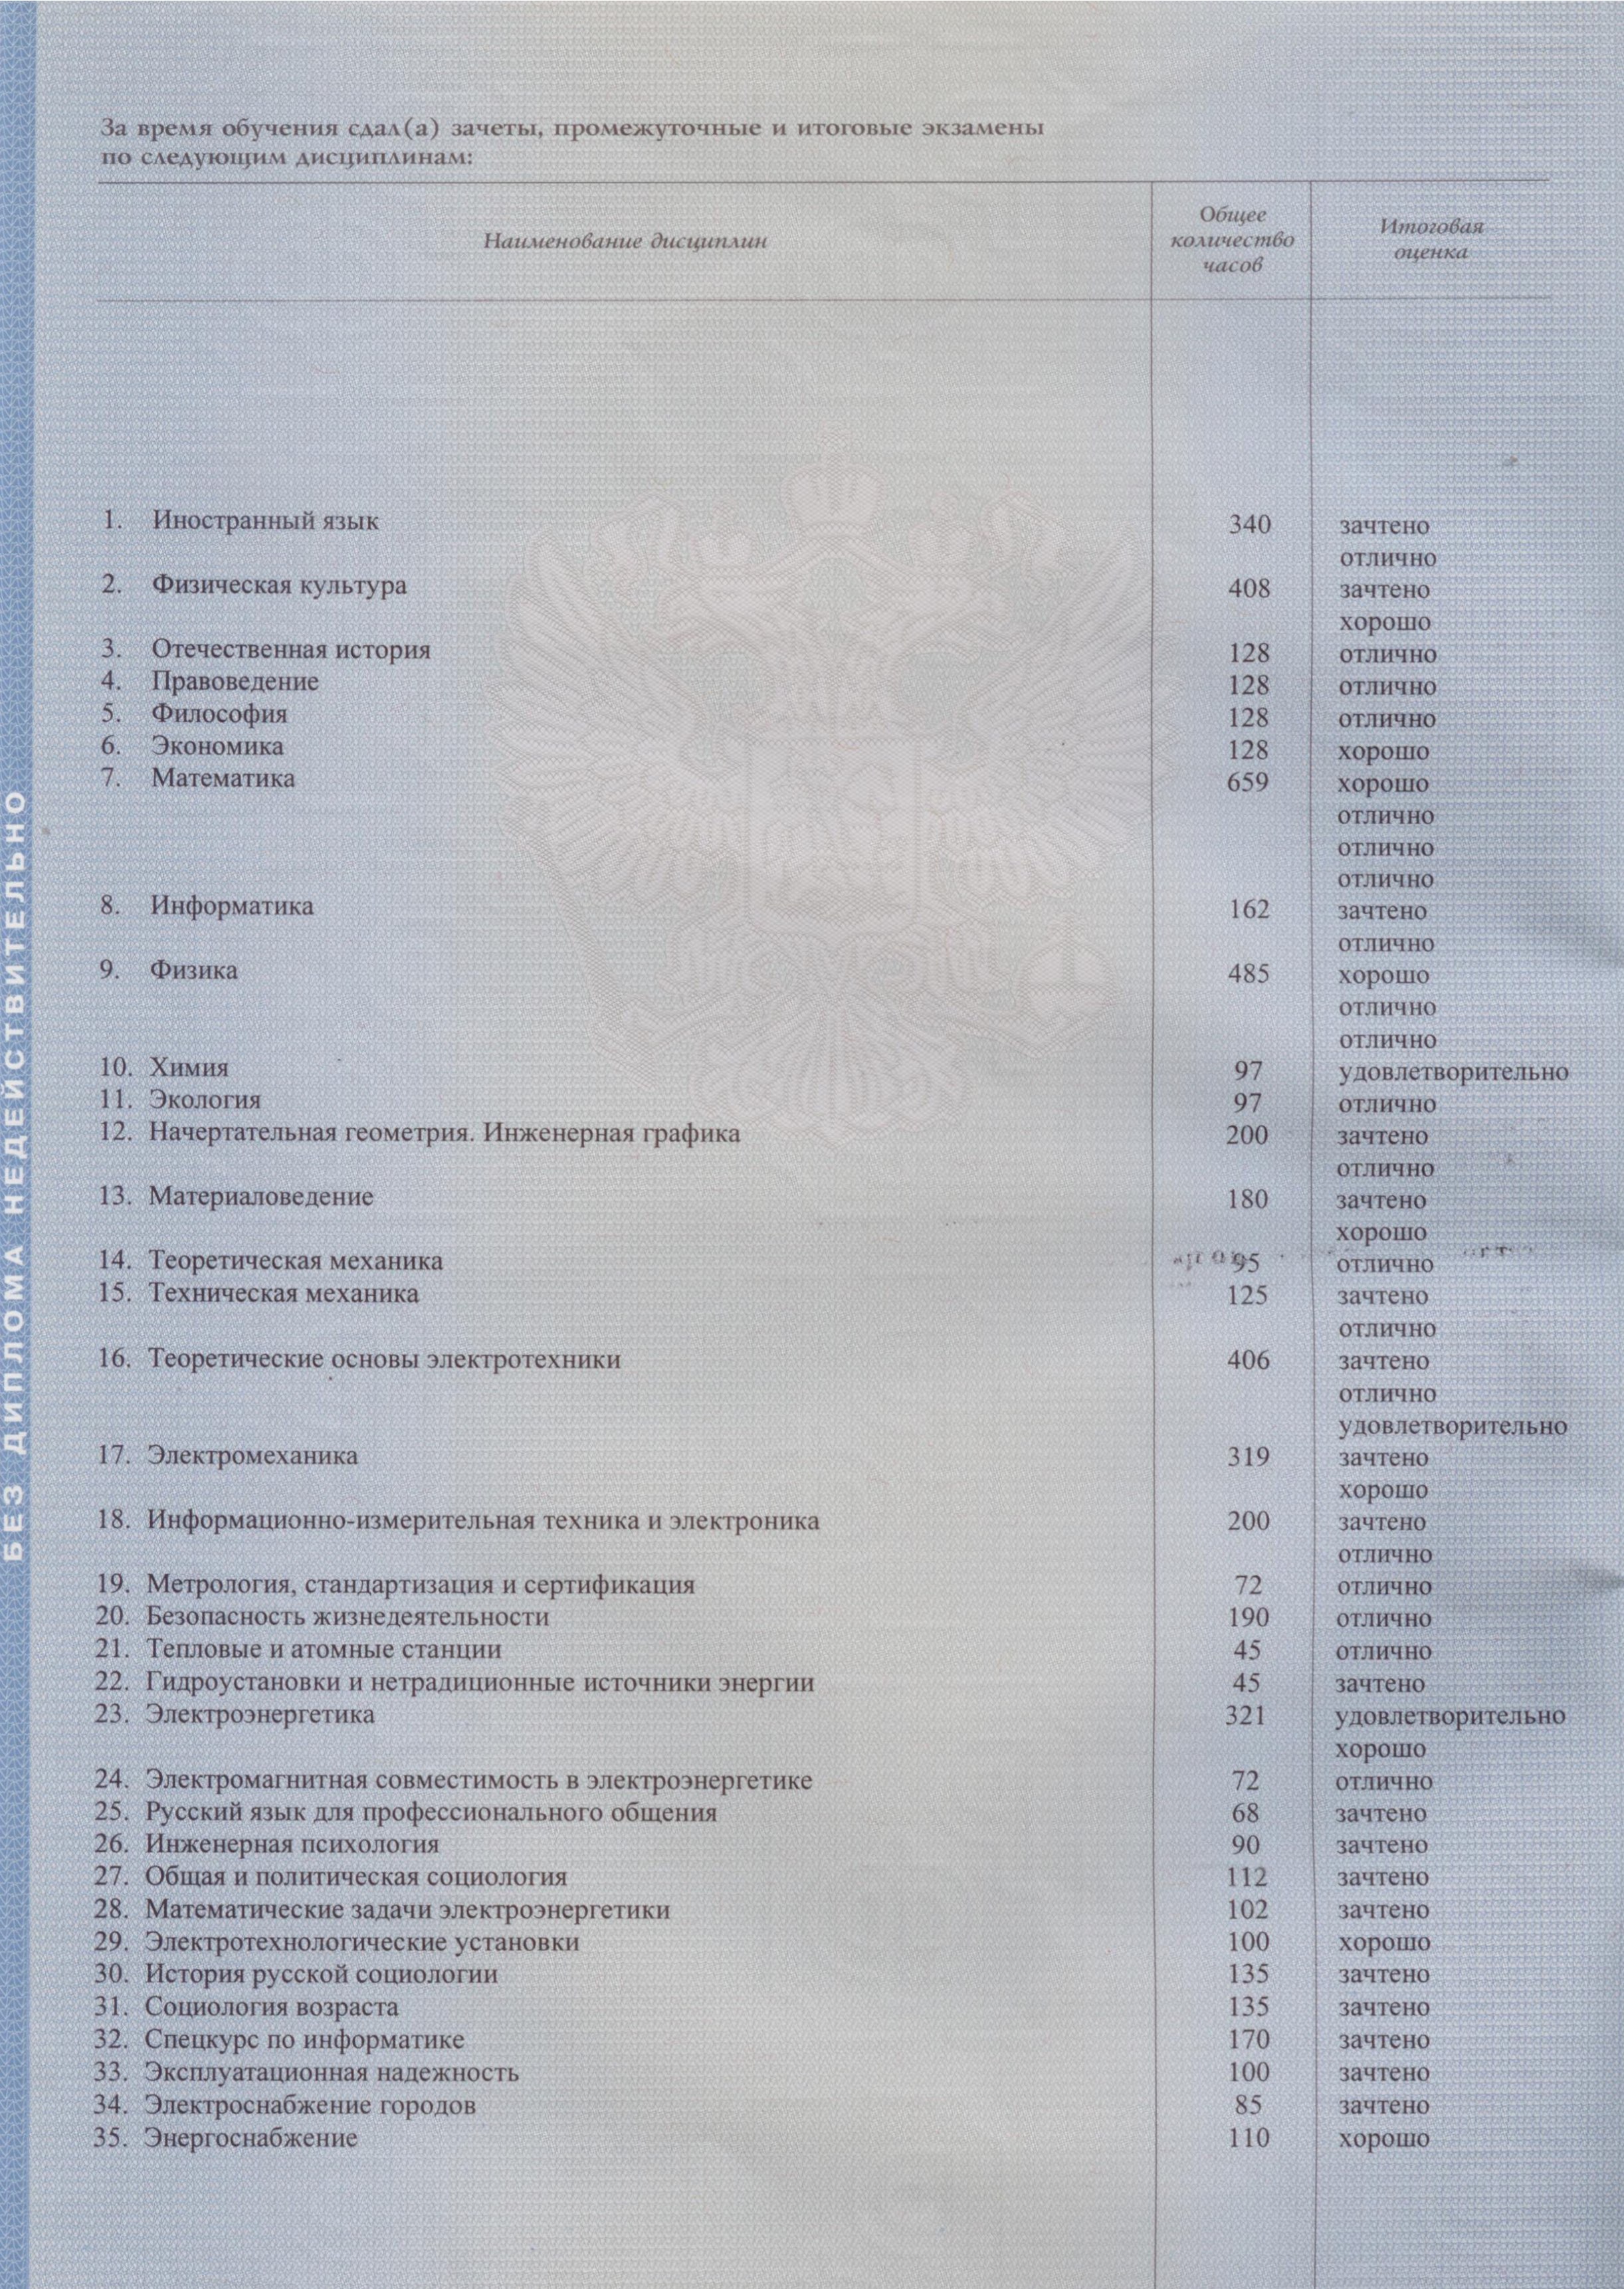 За время обучения сдал(а) зачеты, промежуточные и итоговые экзамены
по следующим дисциплинам:
Наименование дисциплин
Общее
количество
часов
Итоговая
оценка
1. Иностранный язык 340 зачтено
отлично
2. Физическая культура 408 зачтено
хорошо
3. Отечественная история 128 отлично
4. Правоведение 128 отлично
5. Философия 128 отлично
6. Экономика 128 хорошо
7. Математика 659 хорошо
отлично
отлично
отлично
8. Информатика 162 зачтено
отлично
9. Физика 485 хорошо
отлично
отлично
10. Химия 97 удовлетворительно
11. Экология 97 отлично
12. Начертательная геометрия. Инженерная графика 200 зачтено
отлично
13. Материаловедение 180 зачтено
хорошо
14. Теоретическая механика 95 отлично
15. Техническая механика 125 зачтено
отлично
16. Теоретические основы электротехники 406 зачтено
отлично
удовлетворительно
17. Электромеханика 319 зачтено
хорошо
18. Информационно-измерительная техника и электроника 200 зачтено
отлично
19. Метрология, стандартизация и сертификация 72 отлично
20. Безопасность жизнедеятельности 190 отлично
21. Тепловые и атомные станции 45 отлично
22. Гидроустановки и нетрадиционные источники энергии 45 зачтено
23. Электроэнергетика 321 удовлетворительно
хорошо
24. Электромагнитная совместимость в электроэнергетике 72 отлично
25. Русский язык для профессионального общения 68 зачтено
26. Инженерная психология 90 зачтено
27. Общая и политическая социология 112 зачтено
28. Математические задачи электроэнергетики 102 зачтено
29. Электротехнологические установки 100 хорошо
30. История русской социологии 135 зачтено
31. Социология возраста 135 зачтено
32. Спецкурс по информатике 170 зачтено
33. Эксплуатационная надежность 100 зачтено
34. Электроснабжение городов 85 зачтено
35. Энергоснабжение 110 хорошо
БЕЗ ДИПЛОМА НЕДЕЙСТВИТЕЛЬНО